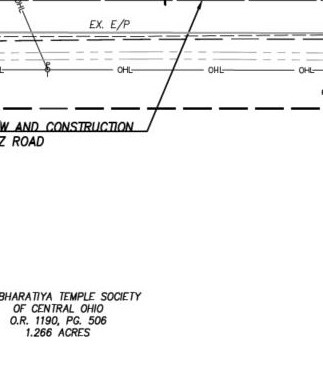 OHL
EX. E/P
OHL
OHL
OHL
W AND CONSTRUCTION
Z ROAD
BHARATIYA TEMPLE SOCIETY
OF CENTRAL OHIO
O.R. 1190, PG. 506
1.266 ACRES